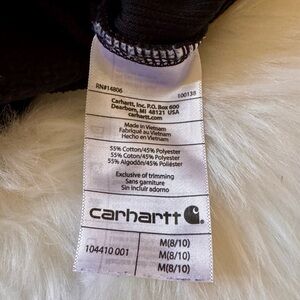 RN#14806 100138
Carhartt, Inc. P.O. Box 600
Dearborn, MI 48121 USA
carhartt.com
Made in Vietnam
Fabriqué au Vietnam
Hecho en Vietnam
55% Cotton/45% Polyester
55% Coton/45% Polyester
55% Algodón/45% Poliéster
Exclusive of trimming
Sans garniture
Sin incluir adorno
carhartt
104410 001 M(8/10)
M(8/10)
M(8/10)